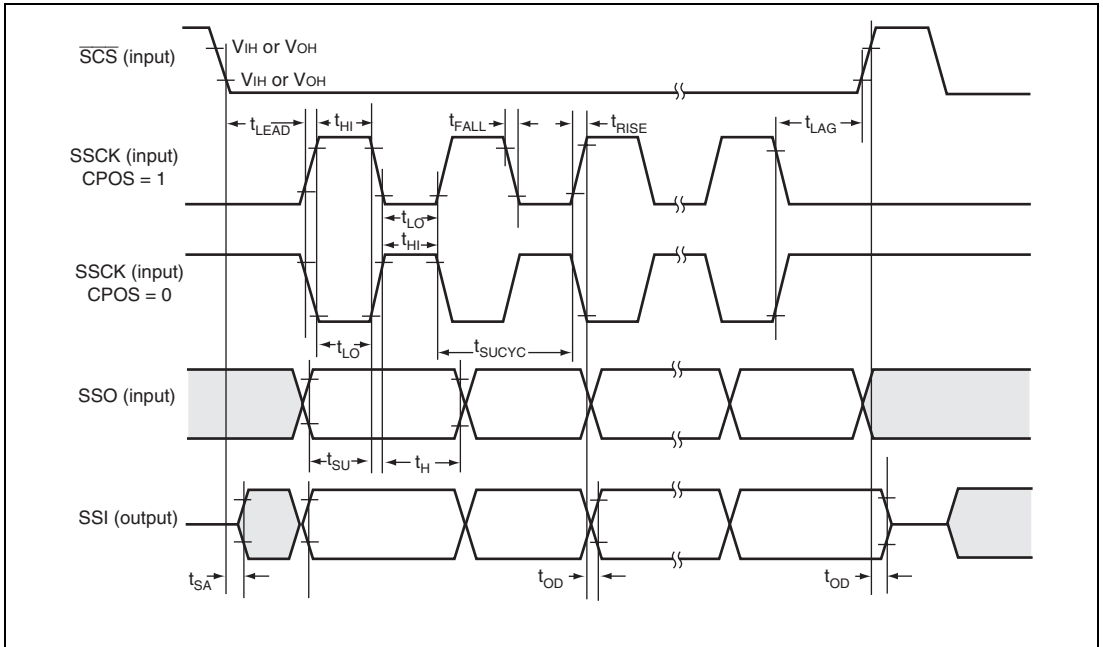 SCS (input)
VIH or VOH
VIH or VOH
tLEAD
tHI
tFALL
tRISE
tLAG
SSCK (input)
CPOS = 1
tLO
tHI
SSCK (input)
CPOS = 0
tLO
tSUCYC
SSO (input)
tSU
tH
SSI (output)
tSA
tOD
tOD